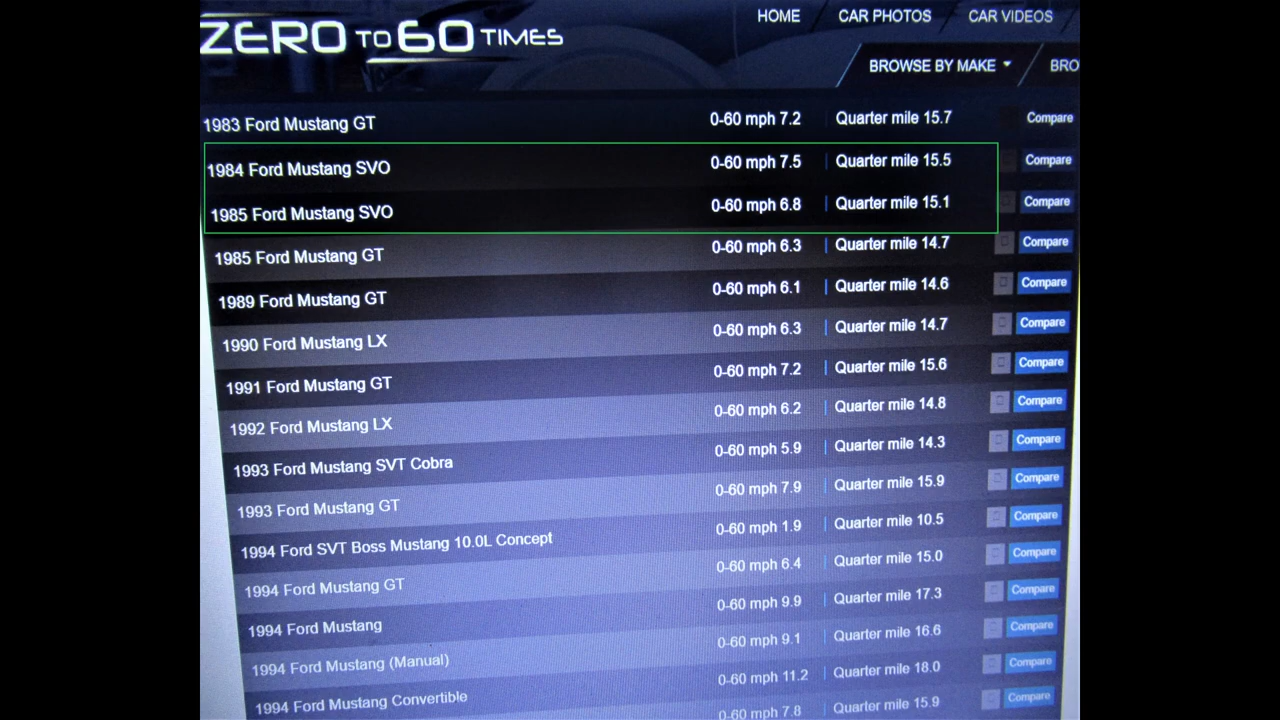 ZERO TO 60 TIMES
HOME CAR PHOTOS CAR VIDEOS
BROWSE BY MAKE BRO
1983 Ford Mustang GT 0-60 mph 7.2 Quarter mile 15.7 Compare
1984 Ford Mustang SVO 0-60 mph 7.5 | Quarter mile 15.5 Compare
1985 Ford Mustang SVO 0-60 mph 6.8 | Quarter mile 15.1 Compare
1985 Ford Mustang GT 0-60 mph 6.3 | Quarter mile 14.7 Compare
1989 Ford Mustang GT 0-60 mph 6.1 | Quarter mile 14.6 Compare
1990 Ford Mustang LX 0-60 mph 6.3 | Quarter mile 14.7 Compare
1991 Ford Mustang GT 0-60 mph 7.2 | Quarter mile 15.6 Compare
1992 Ford Mustang LX 0-60 mph 6.2 | Quarter mile 14.8 Compare
1993 Ford Mustang SVT Cobra 0-60 mph 5.9 | Quarter mile 14.3 Compare
1993 Ford Mustang GT 0-60 mph 7.9 | Quarter mile 15.9 Compare
1994 Ford SVT Boss Mustang 10.0L Concept 0-60 mph 1.9 | Quarter mile 10.5 Compare
1994 Ford Mustang GT 0-60 mph 6.4 | Quarter mile 15.0 Compare
1994 Ford Mustang 0-60 mph 9.9 | Quarter mile 17.3 Compare
1994 Ford Mustang (Manual) 0-60 mph 9.1 | Quarter mile 16.6 Compare
1994 Ford Mustang Convertible 0-60 mph 11.2 | Quarter mile 18.0 Compare
0-60 mph 7.8 | Quarter mile 15.9 Compare